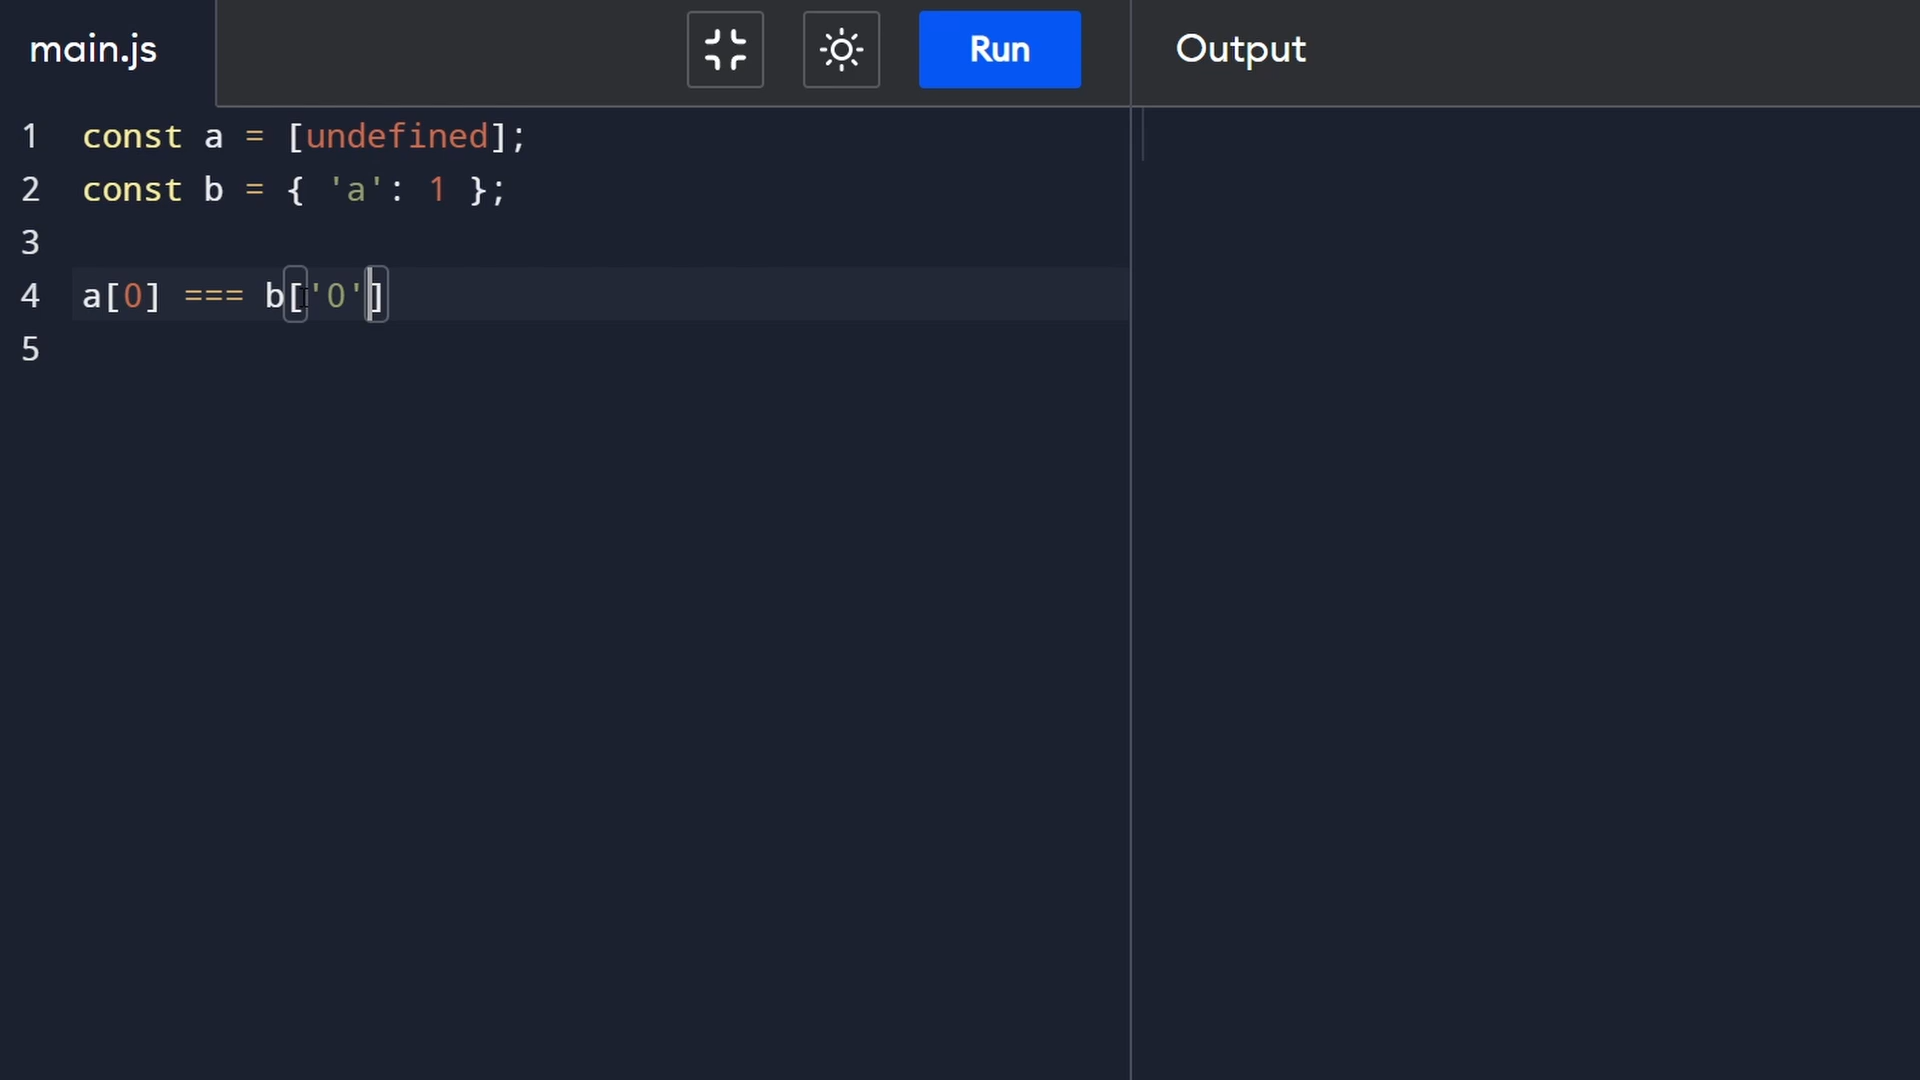 main.js
Run
Output
1 const a = [undefined];
2 const b = { 'a': 1 };
3
4 a[0] === b['0']
5